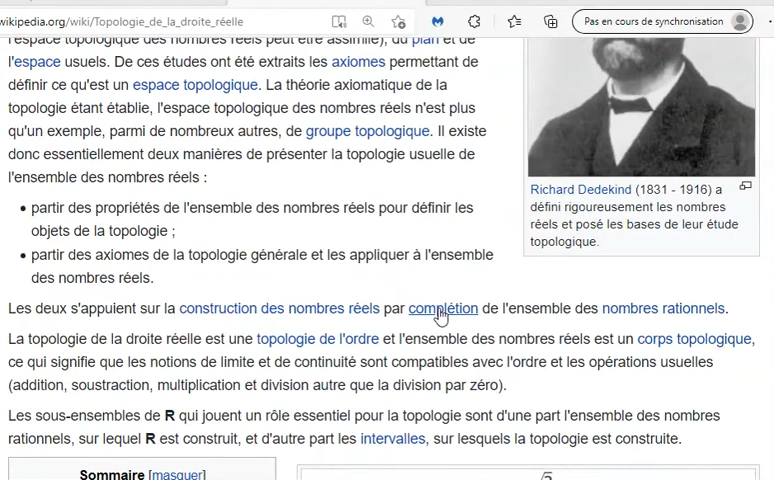 wikipedia.org/wiki/Topologie_de_la_droite_réelle
Pas en cours de synchronisation
l'espace topologique des nombres réels peut être assimilé), du plan et de
l'espace usuels. De ces études ont été extraits les axiomes permettant de
définir ce qu'est un espace topologique. La théorie axiomatique de la
topologie étant établie, l'espace topologique des nombres réels n'est plus
qu'un exemple, parmi de nombreux autres, de groupe topologique. Il existe
donc essentiellement deux manières de présenter la topologie usuelle de
l'ensemble des nombres réels :
partir des propriétés de l'ensemble des nombres réels pour définir les
objets de la topologie ;
partir des axiomes de la topologie générale et les appliquer à l'ensemble
des nombres réels.
Richard Dedekind (1831 - 1916) a
défini rigoureusement les nombres
réels et posé les bases de leur étude
topologique.
Les deux s'appuient sur la construction des nombres réels par complétion de l'ensemble des nombres rationnels.
La topologie de la droite réelle est une topologie de l'ordre et l'ensemble des nombres réels est un corps topologique,
ce qui signifie que les notions de limite et de continuité sont compatibles avec l'ordre et les opérations usuelles
(addition, soustraction, multiplication et division autre que la division par zéro).
Les sous-ensembles de R qui jouent un rôle essentiel pour la topologie sont d'une part l'ensemble des nombres
rationnels, sur lequel R est construit, et d'autre part les intervalles, sur lesquels la topologie est construite.
Sommaire [masquer]